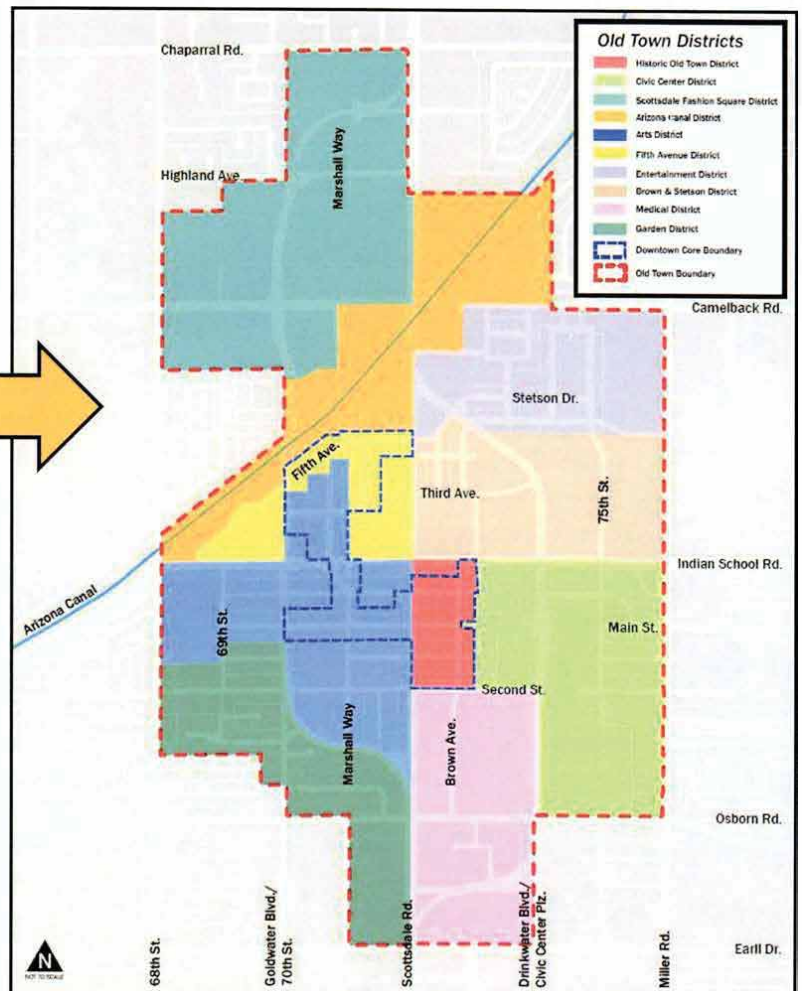 Old Town Districts
Historic Old Town District
Civic Center District
Scottsdale Fashion Square District
Arizona Canal District
Arts District
Fifth Avenue District
Entertainment District
Brown & Stetson District
Medical District
Garden District
Downtown Core Boundary
Old Town Boundary
Chaparral Rd.
Marshall Way
Highland Ave.
Camelback Rd.
Stetson Dr.
Fifth Ave.
Third Ave.
75th St.
Indian School Rd.
Arizona Canal
69th St.
Main St.
Second St.
Marshall Way
Brown Ave.
Osborn Rd.
Earll Dr.
N
NOT TO SCALE
68th St.
Goldwater Blvd./
70th St.
Scottsdale Rd.
Drinkwater Blvd./
Civic Center Plz.
Miller Rd.